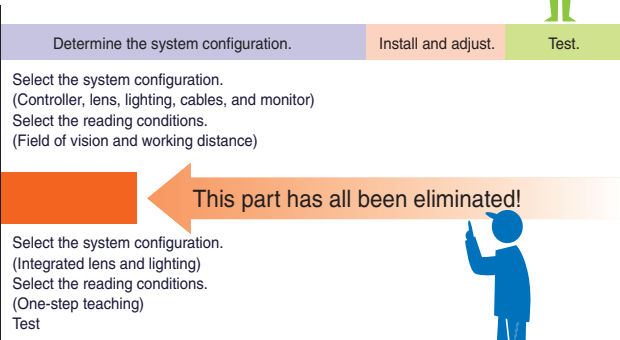 Determine the system configuration. Install and adjust. Test.
Select the system configuration.
(Controller, lens, lighting, cables, and monitor)
Select the reading conditions.
(Field of vision and working distance)
This part has all been eliminated!
Select the system configuration.
(Integrated lens and lighting)
Select the reading conditions.
(One-step teaching)
Test